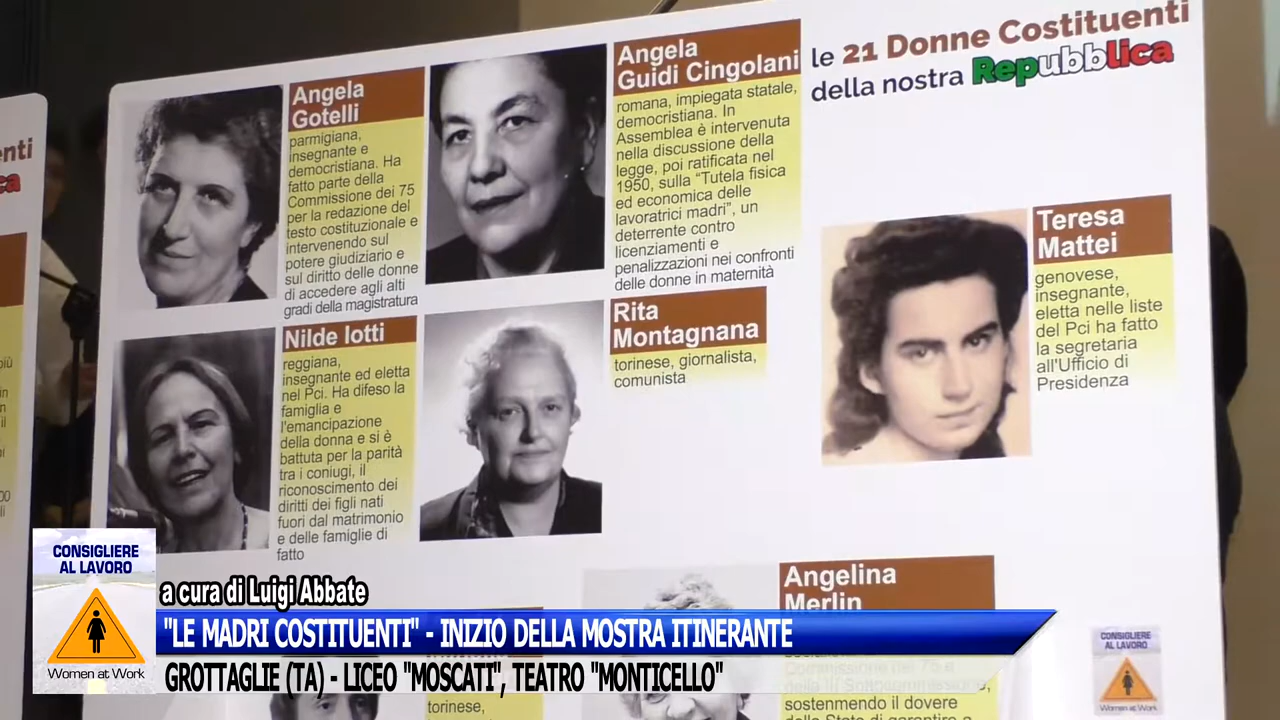 le 21 Donne Costituenti
della nostra Repubblica
Angela
Gotelli
parmigiana,
insegnante e
democristiana. Ha
fatto parte della
Commissione dei 75
per la redazione del
testo costituzionale e
intervenendo sul
potere giudiziario e
sul diritto delle donne
di accedere agli alti
gradi della magistratura
Angela
Guidi Cingolani
romana, impiegata statale,
democristiana. In
Assemblea è intervenuta
nella discussione della
legge, poi ratificata nel
1950, sulla “Tutela fisica
ed economica delle
lavoratrici madri”, un
deterrente contro
licenziamenti e
penalizzazioni nei confronti
delle donne in maternità
Teresa
Mattei
genovese,
insegnante,
eletta nelle liste
del Pci ha fatto
la segretaria
all'Ufficio di
Presidenza
Nilde Iotti
reggiana,
insegnante ed eletta
nel Pci. Ha difeso la
famiglia e
l'emancipazione
della donna e si è
battuta per la parità
tra i coniugi, il
riconoscimento dei
diritti dei figli nati
fuori dal matrimonio
e delle famiglie di
fatto
Rita
Montagnana
torinese, giornalista,
comunista
Angelina
Merlin
Commissione dei 75 e
sostenmendo il dovere
torinese,
CONSIGLIERE
AL LAVORO
Women at Work
a cura di Luigi Abbate
"LE MADRI COSTITUENTI" - INIZIO DELLA MOSTRA ITINERANTE
GROTTAGLIE (TA) - LICEO "MOSCATI", TEATRO "MONTICELLO"
CONSIGLIERE
AL LAVORO
Women at Work